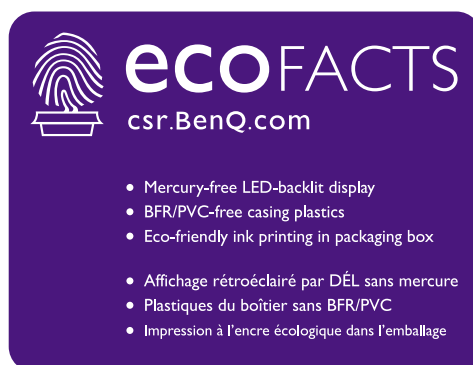 ecoFACTS
csr.BenQ.com
• Mercury-free LED-backlit display
• BFR/PVC-free casing plastics
• Eco-friendly ink printing in packaging box
• Affichage rétroéclairé par DÉL sans mercure
• Plastiques du boîtier sans BFR/PVC
• Impression à l'encre écologique dans l'emballage